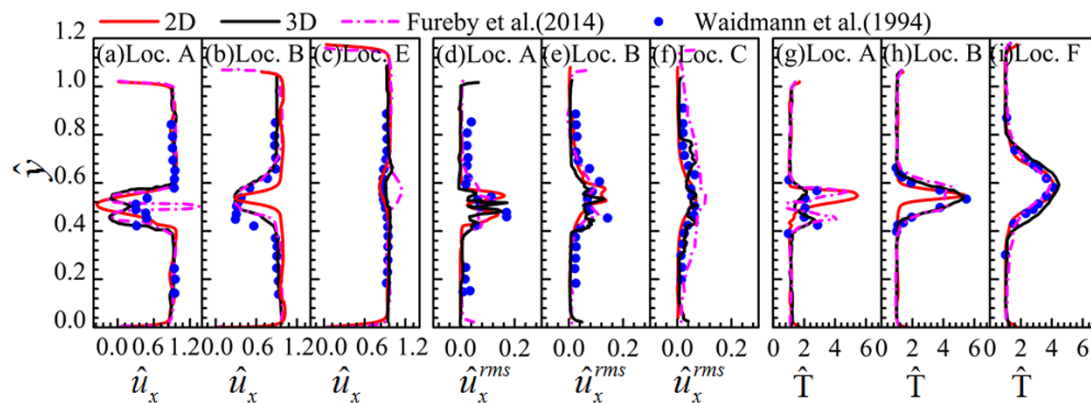 2D 3D Fureby et al.(2014) Waidmann et al.(1994)
1.2 (a)Loc. A (b)Loc. B (c)Loc. E (d)Loc. A (e)Loc. B (f)Loc. C (g)Loc. A (h)Loc. B (i)Loc. F
1.0
0.8
ŷ 0.6
0.4
0.2
0.0
0.0 0.6 1.2 0.0 0.6 1.2 0.0 0.6 1.2 0.0 0.2 0.0 0.2 0.0 0.2 0 2 4 0 2 4 2 4
û_x û_x û_x û_x^rms û_x^rms û_x^rms T̂ T̂ T̂